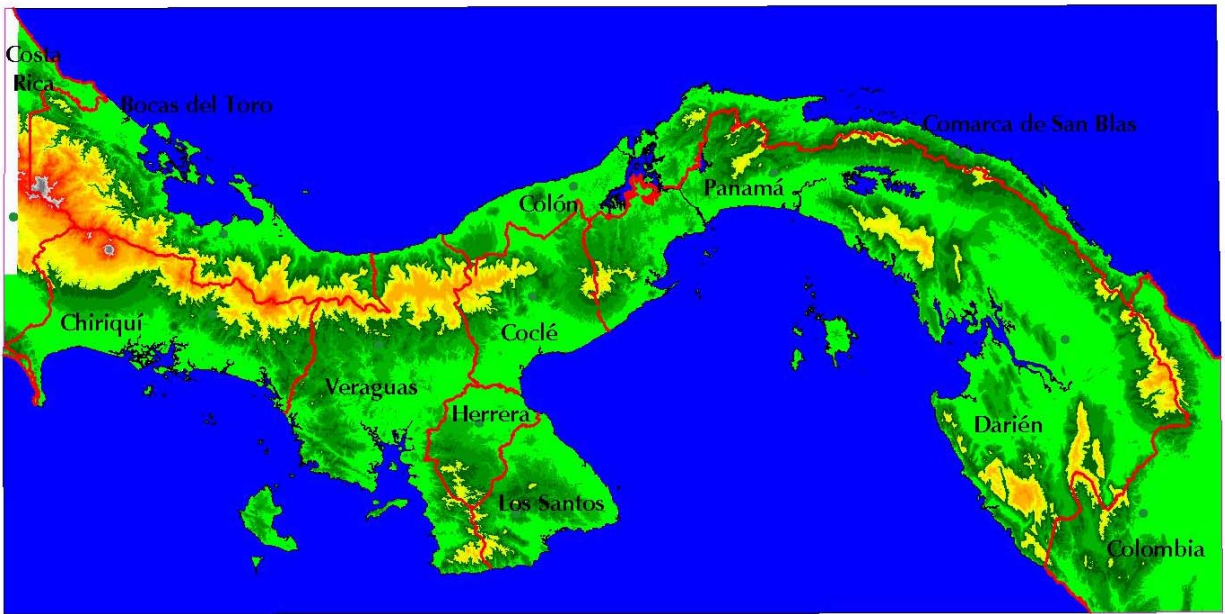 Costa
Rica
Bocas del Toro
Comarca de San Blas
Panamá
Colón
Chiriquí
Coclé
Veraguas
Herrera
Darién
Los Santos
Colombia